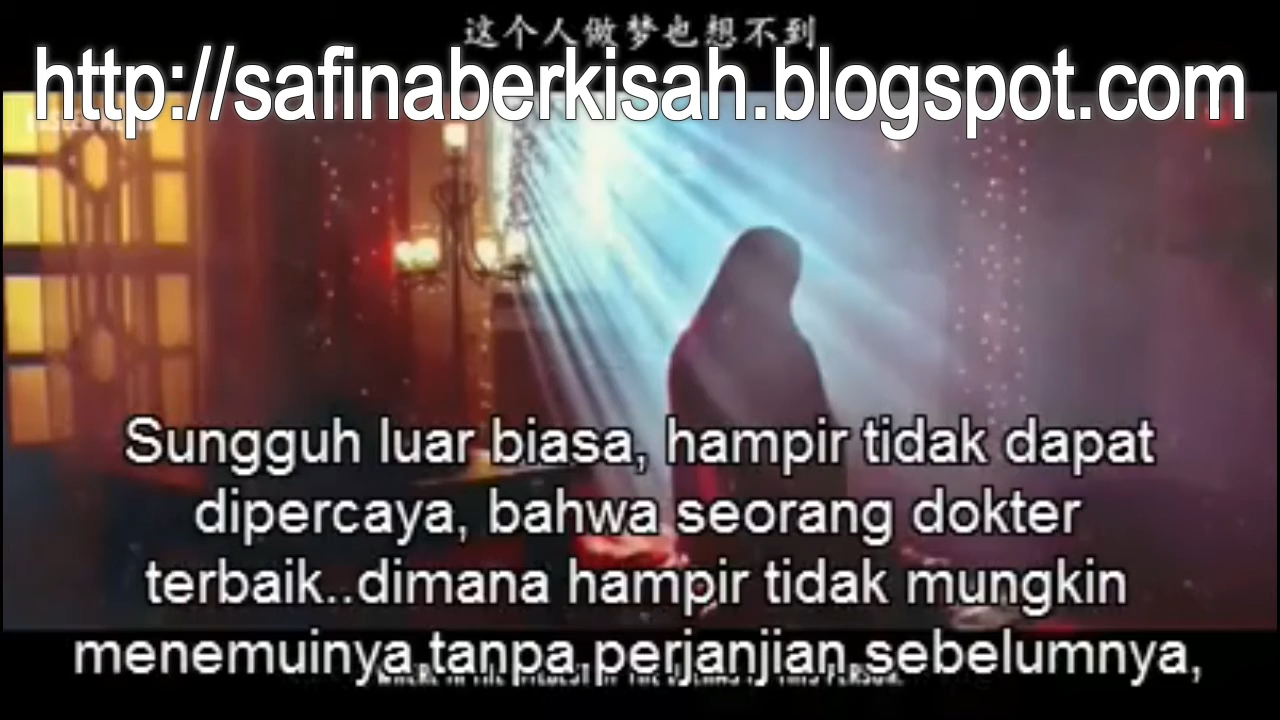 这个人做梦也想不到
http://safinaberkisah.blogspot.com
Sungguh luar biasa, hampir tidak dapat
dipercaya, bahwa seorang dokter
terbaik..dimana hampir tidak mungkin
menemuinya tanpa perjanjian sebelumnya,